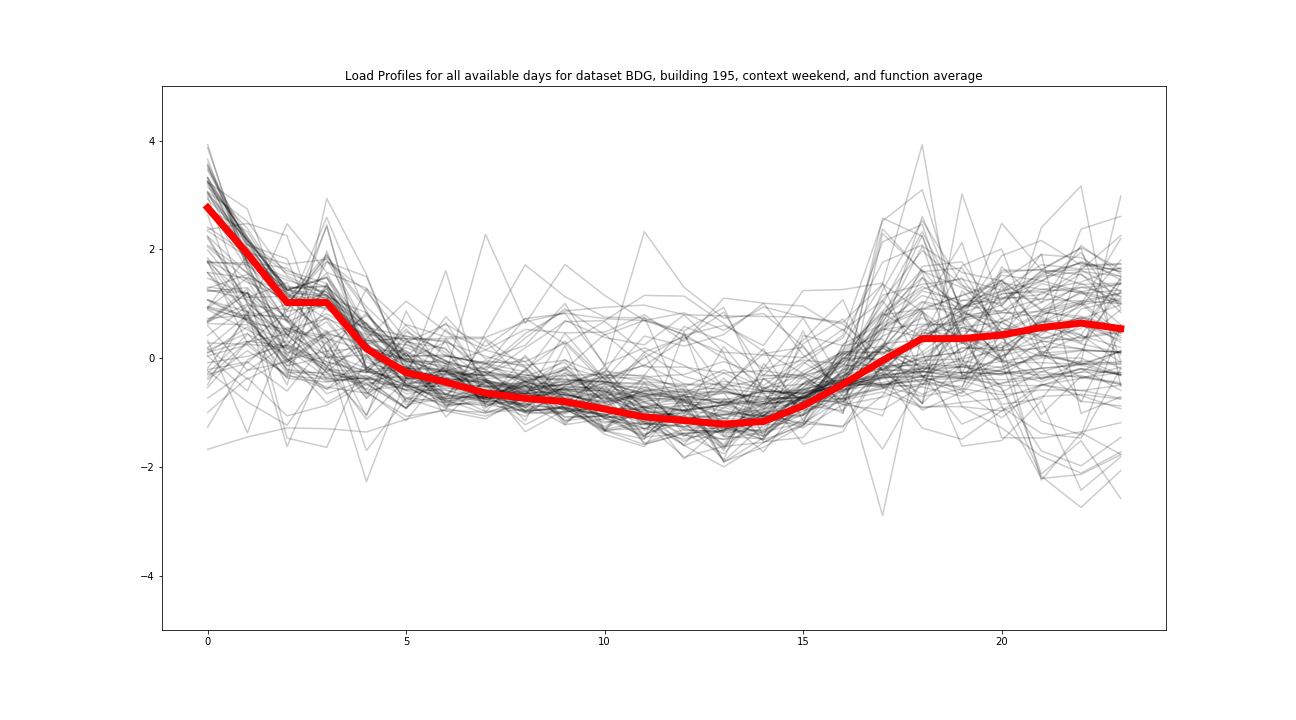 Load Profiles for all available days for dataset BDG, building 195, context weekend, and function average
4
2
0
−2
−4
0 5 10 15 20